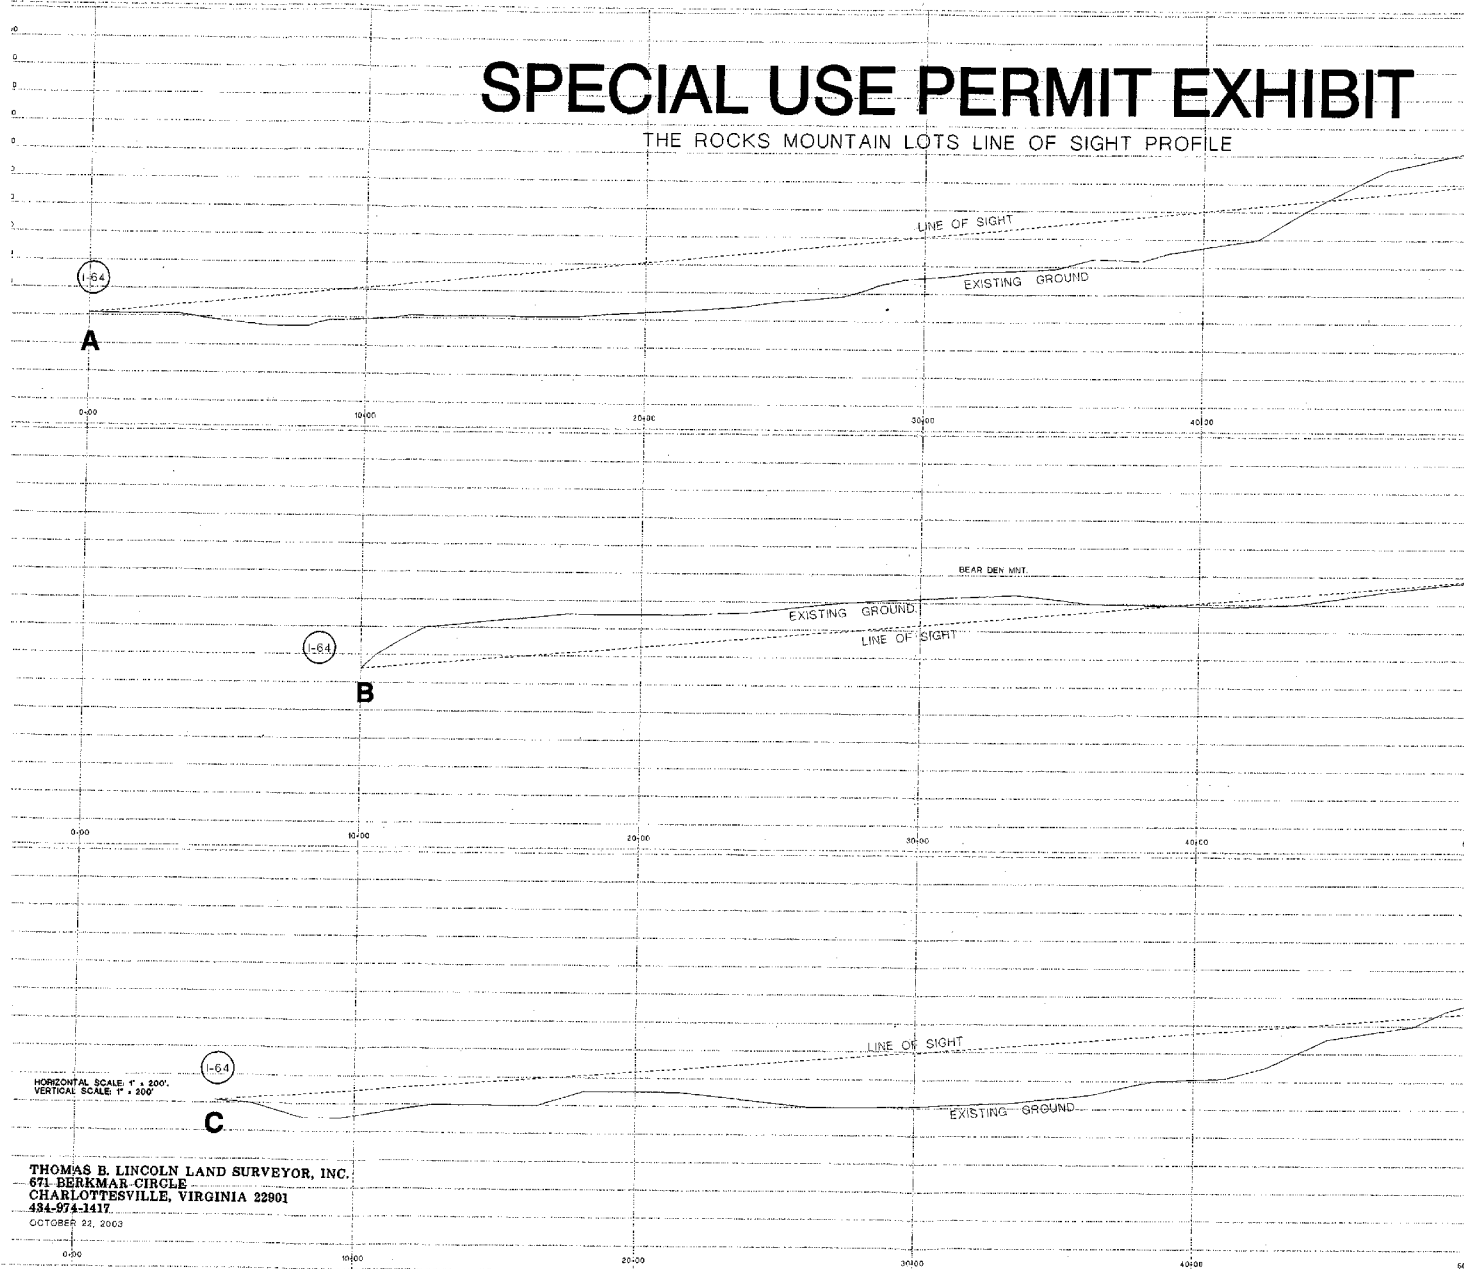 SPECIAL USE PERMIT EXHIBIT
THE ROCKS MOUNTAIN LOTS LINE OF SIGHT PROFILE
LINE OF SIGHT
I-64
EXISTING GROUND
A
0+00
10+00
20+00
30+00
40+00
BEAR DEN MNT.
EXISTING GROUND
LINE OF SIGHT
I-64
B
0+00
10+00
20+00
30+00
40+00
LINE OF SIGHT
I-64
HORIZONTAL SCALE: 1" = 200'.
VERTICAL SCALE: 1" = 200'
EXISTING GROUND
C
THOMAS B. LINCOLN LAND SURVEYOR, INC.
671 BERKMAR CIRCLE
CHARLOTTESVILLE, VIRGINIA 22901
434-974-1417
OCTOBER 22, 2003
0+00
10+00
20+00
30+00
40+00